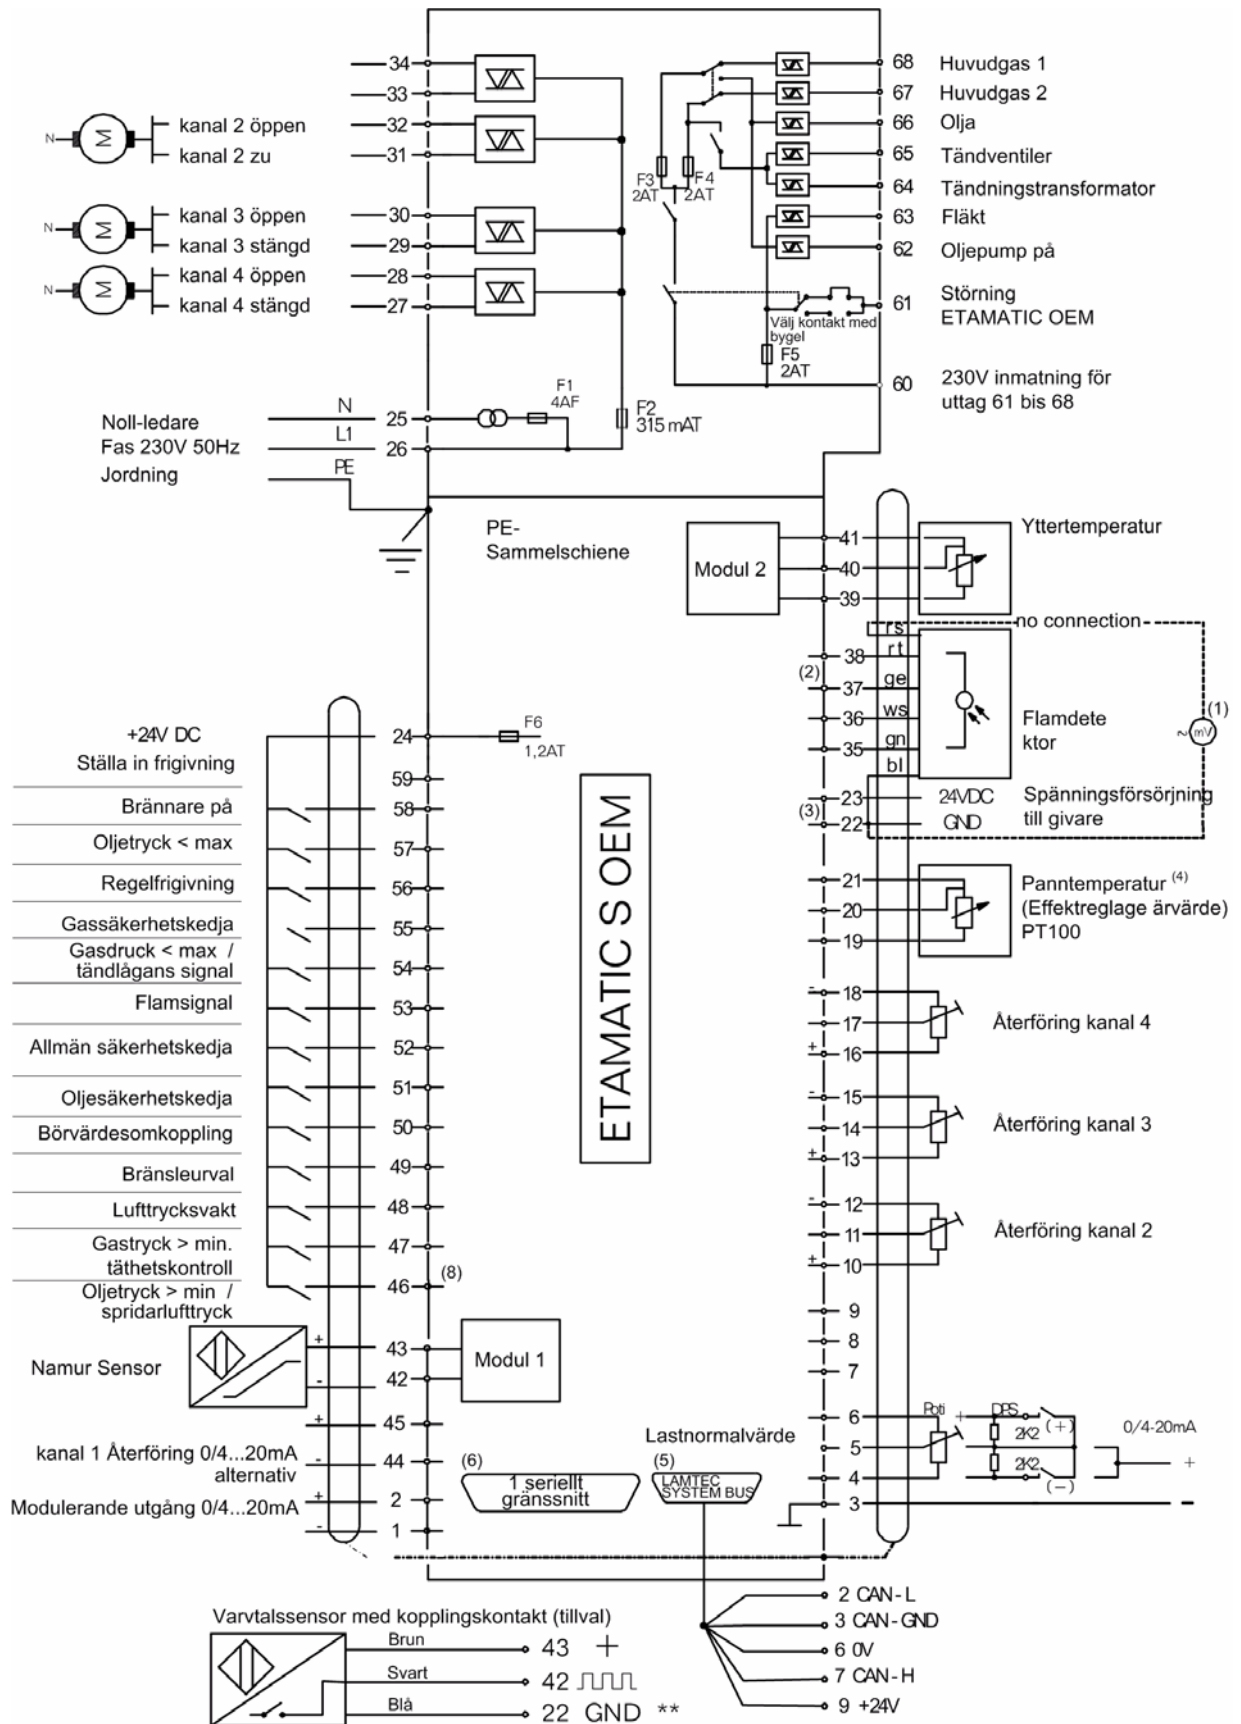 34
33
kanal 2 öppen
32
N
M
kanal 2 zu
31
kanal 3 öppen
30
N
M
kanal 3 stängd
29
kanal 4 öppen
28
N
M
kanal 4 stängd
27
68 Huvudgas 1
67 Huvudgas 2
66 Olja
65 Tändventiler
64 Tändningstransformator
63 Fläkt
62 Oljepump på
61 Störning
ETAMATIC OEM
F3
2AT
F4
2AT
Välj kontakt med
bygel
F5
2AT
60 230V inmatning för
uttag 61 bis 68
F1
4AF
F2
315 mAT
Noll-ledare
N
25
Fas 230V 50Hz
L1
26
Jordning
PE
PE-
Sammelschiene
Modul 2
41
40
39
Yttertemperatur
no connection
rs
38 rt
(2)
37 ge
36 ws
35 gn
bl
Flamdete
ktor
(1)
~ mV
23 24VDC
(3)
22 GND
Spänningsförsörjning
till givare
21
20
19
Panntemperatur (4)
(Effektreglage ärvärde)
PT100
- 18
17
+ 16
Återföring kanal 4
- 15
14
+ 13
Återföring kanal 3
- 12
11
+ 10
Återföring kanal 2
9
8
7
6
5
4
3
Poti
+
DPS
2K2
(+)
2K2
(-)
0/4-20mA
+
-
+24V DC
24
F6
1,2AT
Ställa in frigivning
59
Brännare på
58
Oljetryck < max
57
Regelfrigivning
56
Gassäkerhetskedja
55
Gasdruck < max /
tändlågans signal
54
Flamsignal
53
Allmän säkerhetskedja
52
Oljesäkerhetskedja
51
Börvärdesomkoppling
50
Bränsleurval
49
Lufttrycksvakt
48
Gastryck > min.
täthetskontroll
47
Oljetryck > min /
spridarlufttryck
46
(8)
ETAMATIC S OEM
Namur Sensor
+
43
-
42
Modul 1
+
45
kanal 1 Återföring 0/4...20mA
alternativ
-
44
Modulerande utgång 0/4...20mA
+
2
-
1
(6)
1 seriellt
gränssnitt
Lastnormalvärde
(5)
LAMTEC
SYSTEM BUS
2 CAN-L
3 CAN-GND
6 0V
7 CAN-H
9 +24V
Varvtalssensor med kopplingskontakt (tillval)
Brun
43 +
Svart
42
Blå
22 GND **